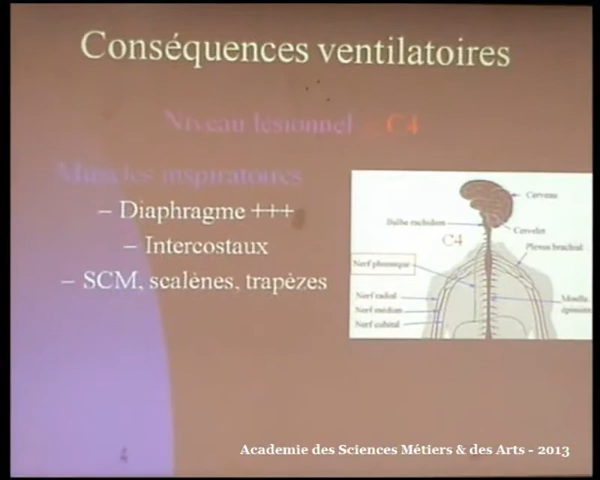 Conséquences ventilatoires
Niveau lésionnel C4
Muscles inspiratoires
– Diaphragme +++
– Intercostaux
– SCM, scalènes, trapèzes
Cerveau
Bulbe rachidien
Cervelet
C4
Plexus brachial
Nerf phrénique
Nerf radial
Nerf médian
Nerf cubital
Moelle
épinière
4
Academie des Sciences Métiers & des Arts - 2013